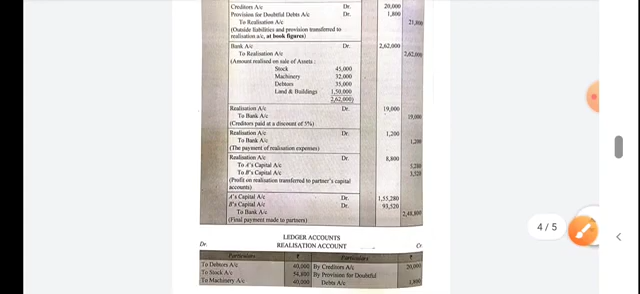 Creditors A/c Dr. 20,000
Provision for Doubtful Debts A/c Dr. 1,800
To Realisation A/c 21,800
(Outside liabilities and provision transferred to
realisation a/c, at book figures)
Bank A/c Dr. 2,62,000
To Realisation A/c 2,62,000
(Amount realised on sale of Assets :
Stock 45,000
Machinery 32,000
Debtors 35,000
Land & Buildings 1,50,000
2,62,000)
Realisation A/c Dr. 19,000
To Bank A/c 19,000
(Creditors paid at a discount of 5%)
Realisation A/c Dr. 1,200
To Bank A/c 1,200
(The payment of realisation expenses)
Realisation A/c Dr. 8,800
To A's Capital A/c 5,280
To B's Capital A/c 3,520
(Profit on realisation transferred to partner's capital
accounts)
A's Capital A/c Dr. 1,55,280
B's Capital A/c Dr. 93,520
To Bank A/c 2,48,800
(Final payment made to partners)
4 / 5
LEDGER ACCOUNTS
Dr. REALISATION ACCOUNT Cr
Particulars ₹ Particulars ₹
To Debtors A/c 40,000 By Creditors A/c 20,000
To Stock A/c By Provision for Doubtful
To Machinery A/c 40,000 Debts A/c 1,800